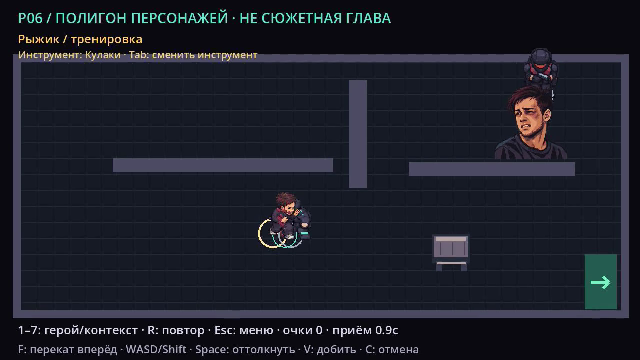 P06 / ПОЛИГОН ПЕРСОНАЖЕЙ · НЕ СЮЖЕТНАЯ ГЛАВА
Рыжик / тренировка
Инструмент: Кулаки · Tab: сменить инструмент
→
1–7: герой/контекст · R: повтор · Esc: меню · очки 0 · приём 0.9с
F: перекат вперёд · WASD/Shift · Space: оттолкнуть · V: добить · C: отмена